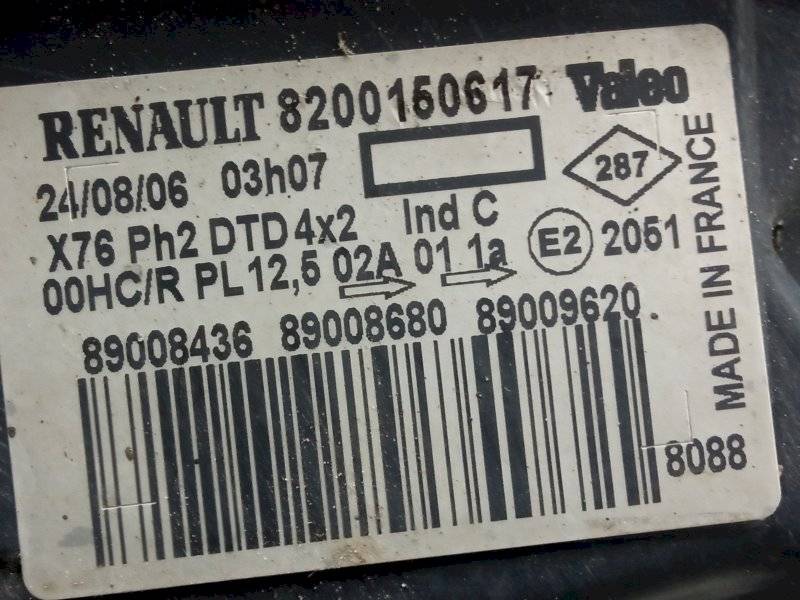 RENAULT 8200150617 Valeo
24/08/06 03h07
287
X76 Ph2 DTD 4x2 Ind C
E2 2051
00HC/R PL 12,5 02A 01 1a
89008436 89008680 89009620
8088
MADE IN FRANCE